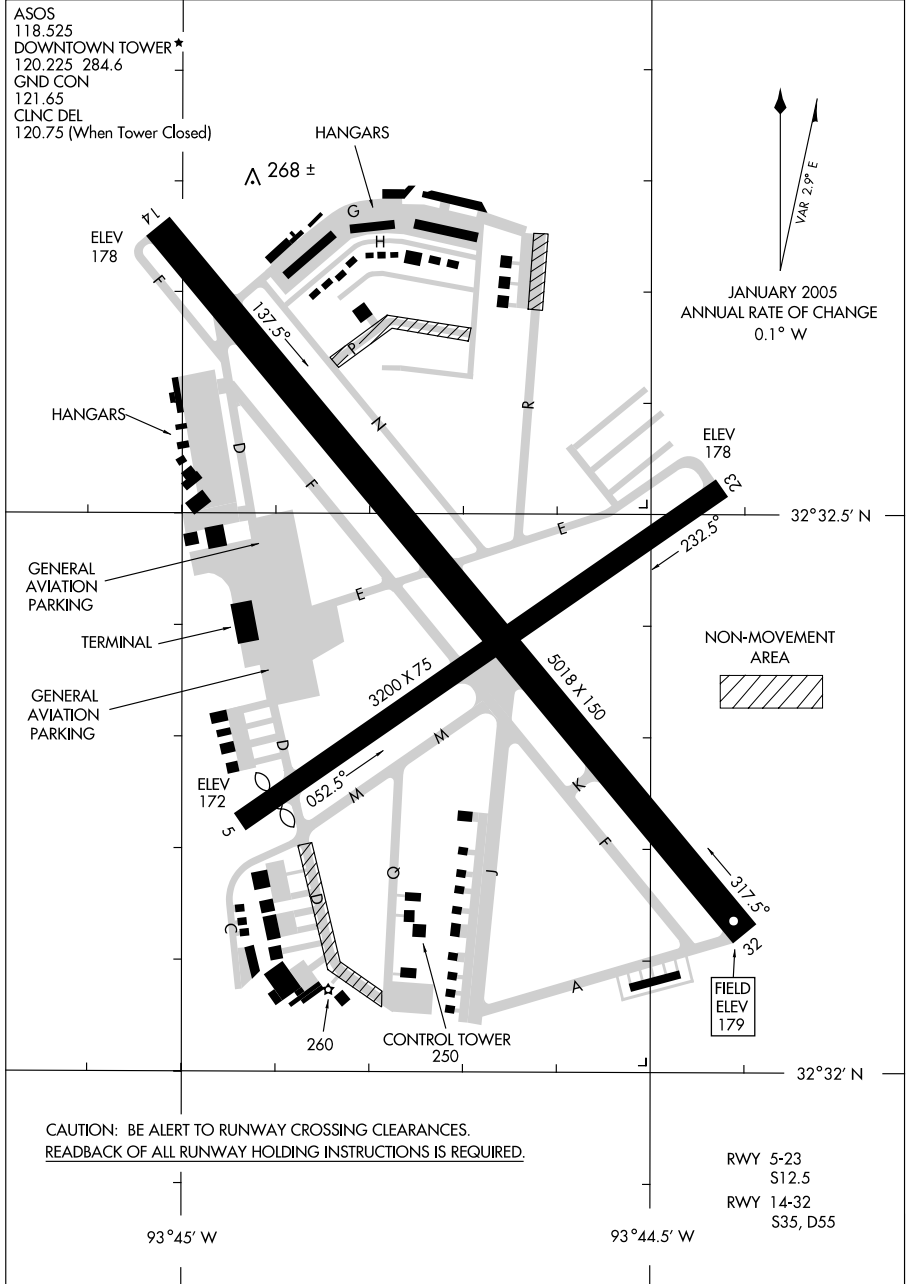 ASOS
118.525
DOWNTOWN TOWER★
120.225 284.6
GND CON
121.65
CLNC DEL
120.75 (When Tower Closed)
HANGARS
268 ±
VAR 2.9° E
JANUARY 2005
ANNUAL RATE OF CHANGE
0.1° W
14
ELEV
178
G
H
F
137.5°
P
HANGARS
N
R
D
F
ELEV
178
23
32°32.5' N
E
232.5°
GENERAL
AVIATION
PARKING
E
TERMINAL
NON-MOVEMENT
AREA
3200 X 75
5018 X 150
GENERAL
AVIATION
PARKING
D
M
ELEV
172
052.5°
M
K
5
F
Q
J
317.5°
D
C
32
A
FIELD
ELEV
179
260
CONTROL TOWER
250
32°32' N
CAUTION: BE ALERT TO RUNWAY CROSSING CLEARANCES.
READBACK OF ALL RUNWAY HOLDING INSTRUCTIONS IS REQUIRED.
RWY 5-23
S12.5
RWY 14-32
S35, D55
93°45' W
93°44.5' W